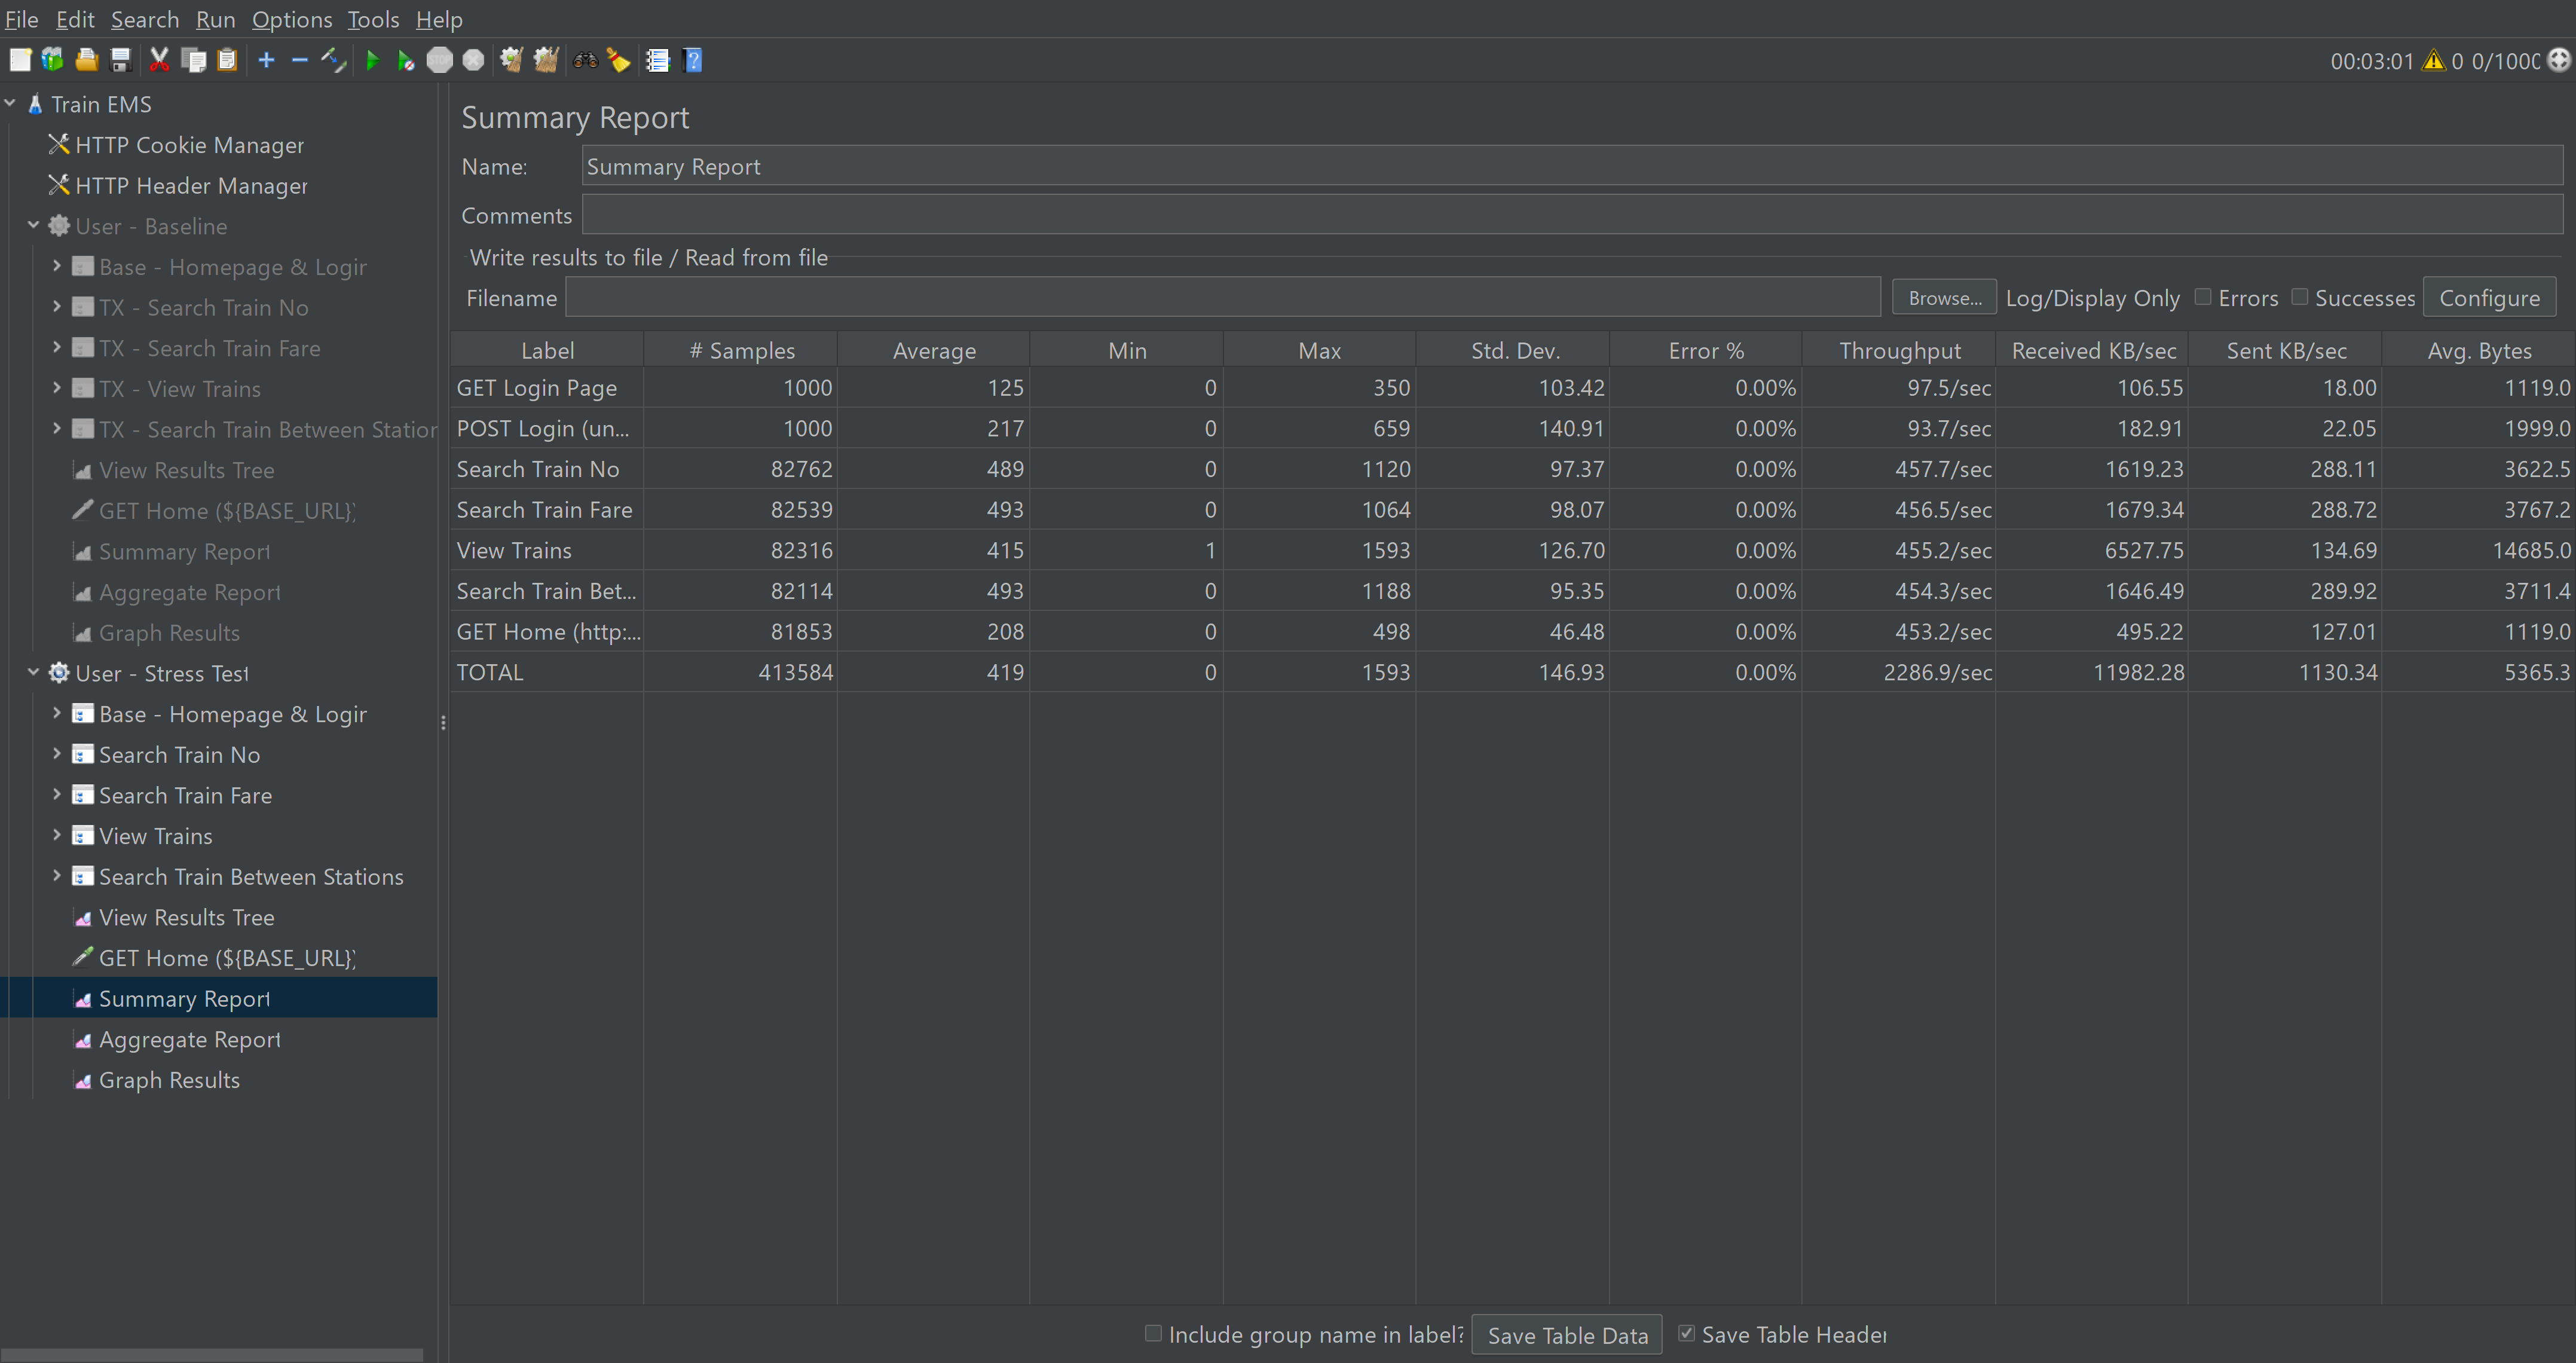 File Edit Search Run Options Tools Help
STOP
00:03:01 0 0/1000
Train EMS
HTTP Cookie Manager
HTTP Header Manager
User - Baseline
Base - Homepage & Login
TX - Search Train No
TX - Search Train Fare
TX - View Trains
TX - Search Train Between Station
View Results Tree
GET Home (${BASE_URL})
Summary Report
Aggregate Report
Graph Results
User - Stress Test
Base - Homepage & Login
Search Train No
Search Train Fare
View Trains
Search Train Between Stations
View Results Tree
GET Home (${BASE_URL})
Summary Report
Aggregate Report
Graph Results
Summary Report
Name: Summary Report
Comments
Write results to file / Read from file
Filename Browse... Log/Display Only Errors Successes Configure
Label # Samples Average Min Max Std. Dev. Error % Throughput Received KB/sec Sent KB/sec Avg. Bytes
GET Login Page 1000 125 0 350 103.42 0.00% 97.5/sec 106.55 18.00 1119.0
POST Login (un... 1000 217 0 659 140.91 0.00% 93.7/sec 182.91 22.05 1999.0
Search Train No 82762 489 0 1120 97.37 0.00% 457.7/sec 1619.23 288.11 3622.5
Search Train Fare 82539 493 0 1064 98.07 0.00% 456.5/sec 1679.34 288.72 3767.2
View Trains 82316 415 1 1593 126.70 0.00% 455.2/sec 6527.75 134.69 14685.0
Search Train Bet... 82114 493 0 1188 95.35 0.00% 454.3/sec 1646.49 289.92 3711.4
GET Home (http:... 81853 208 0 498 46.48 0.00% 453.2/sec 495.22 127.01 1119.0
TOTAL 413584 419 0 1593 146.93 0.00% 2286.9/sec 11982.28 1130.34 5365.3
Include group name in label? Save Table Data Save Table Header